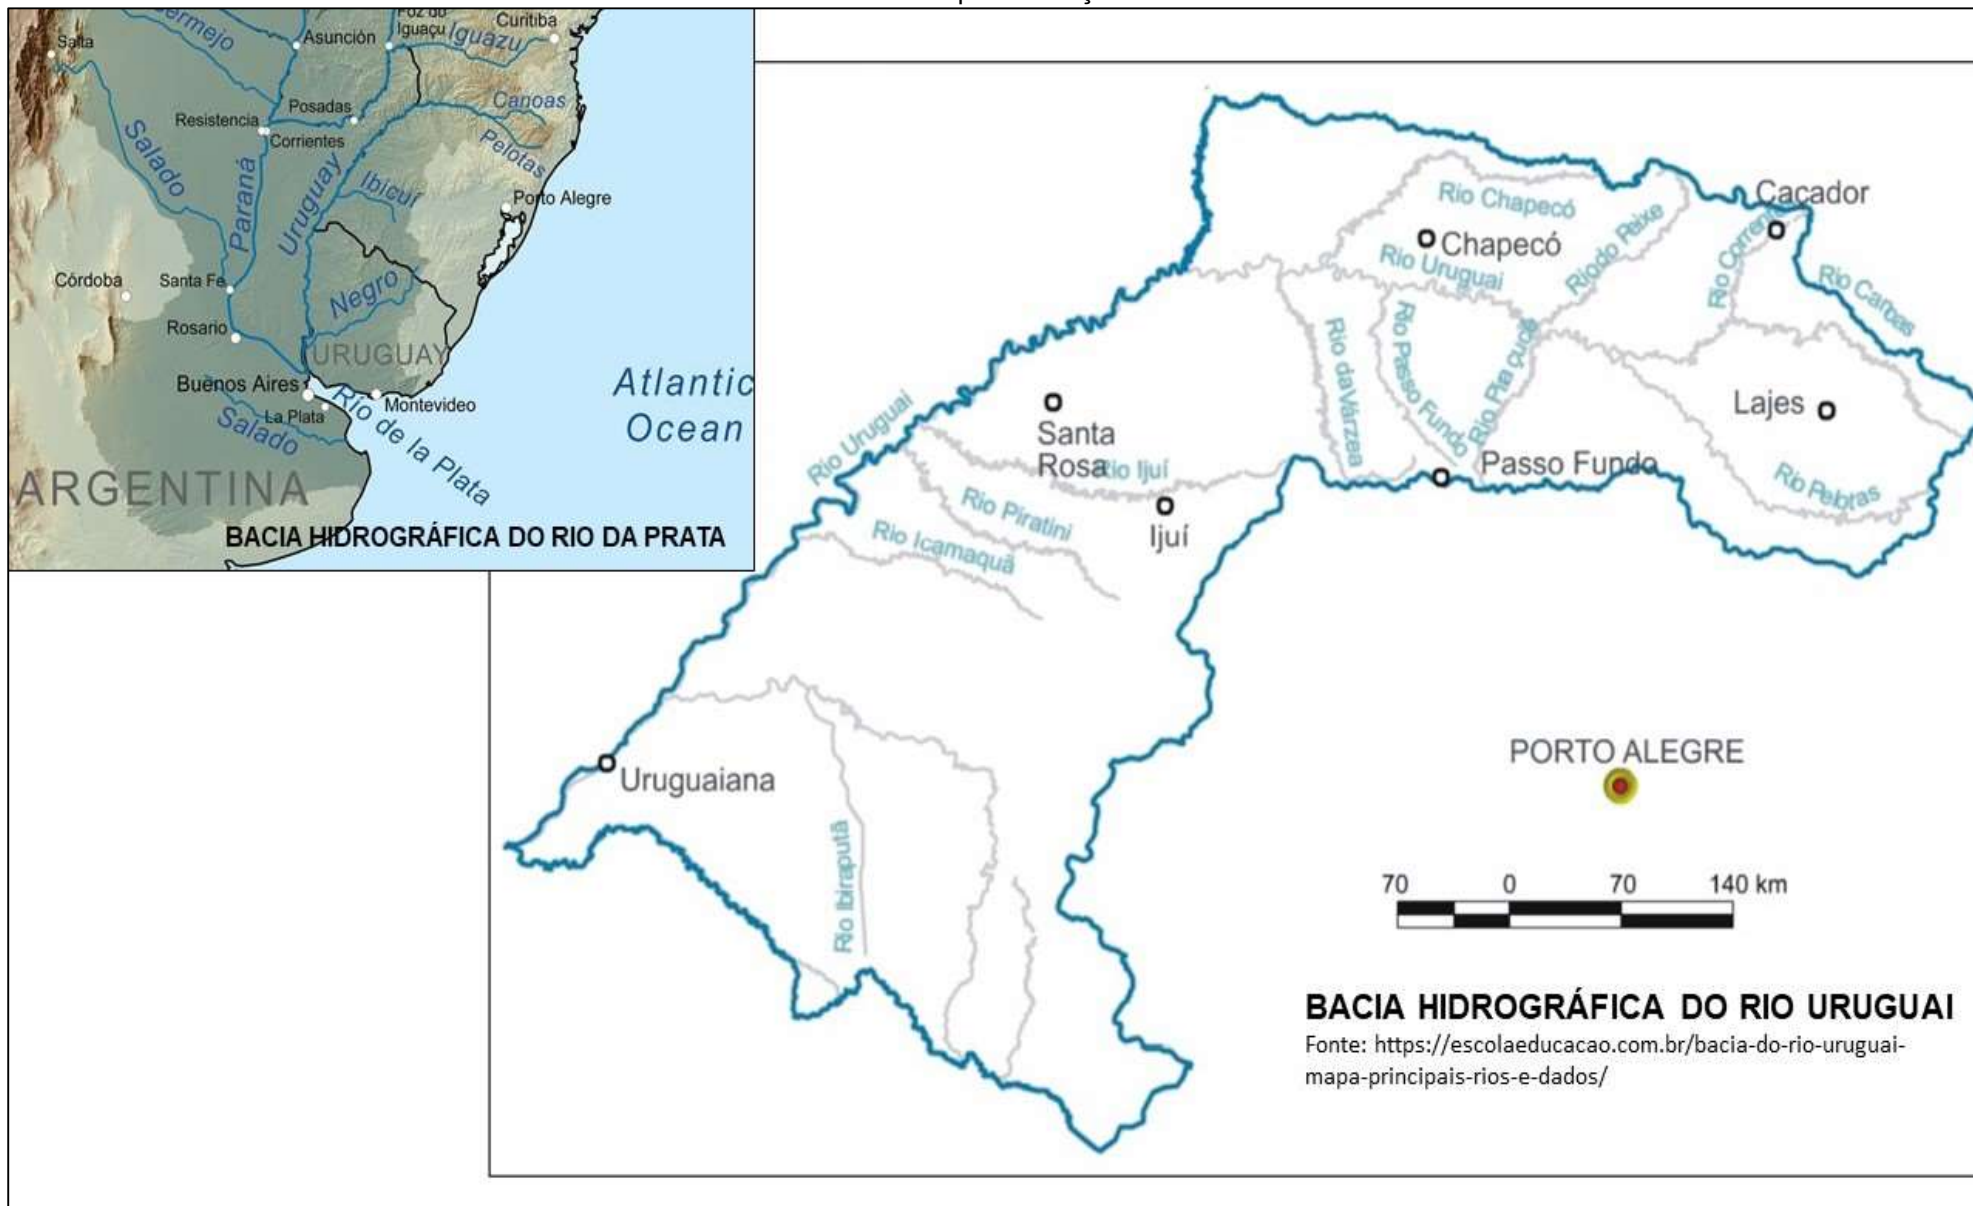 ermejo
Foz do
Iguaçu
Iguazu
Curitiba
Salta
Asunción
Canoas
Posadas
Resistencia
Corrientes
Pelotas
Salado
Paraná
Uruguay
Ibicuí
Porto Alegre
Córdoba
Santa Fe
Negro
Rosario
URUGUAY
Buenos Aires
Río de la Plata
Montevideo
La Plata
Salado
Atlantic
Ocean
ARGENTINA
BACIA HIDROGRÁFICA DO RIO DA PRATA
Rio Chapecó
Chapecó
Rio Uruguai
Rio do Peixe
Caçador
Rio Corrente
Rio Canoas
Rio da Várzea
Rio Passo Fundo
Lajes
Rio Uruguai
Santa
Rosa
Rio Ijuí
Passo Fundo
Rio Pelotas
Rio Piratini
Ijuí
Rio Icamaquã
Uruguaiana
Rio Ibiraputã
PORTO ALEGRE
70 0 70 140 km
BACIA HIDROGRÁFICA DO RIO URUGUAI
Fonte: https://escolaeducacao.com.br/bacia-do-rio-uruguai-
mapa-principais-rios-e-dados/